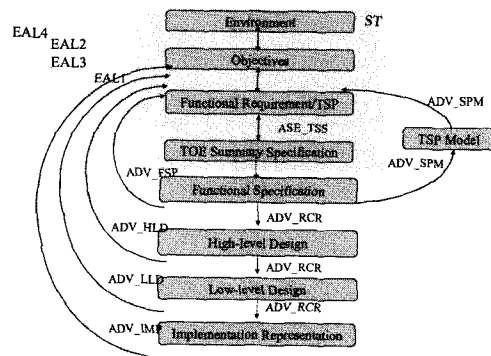 Environment
ST
EAL4
EAL2
EAL3
Objectives
EAL1
Functional Requirement/TSP
ADV_SPM
ASE_TSS
TSP Model
TOE Summary Specification
ADV_SPM
ADV_FSP
Functional Specification
ADV_RCR
ADV_HLD
High-level Design
ADV_RCR
ADV_LLD
Low-level Design
ADV_RCR
ADV_IMP
Implementation Representation